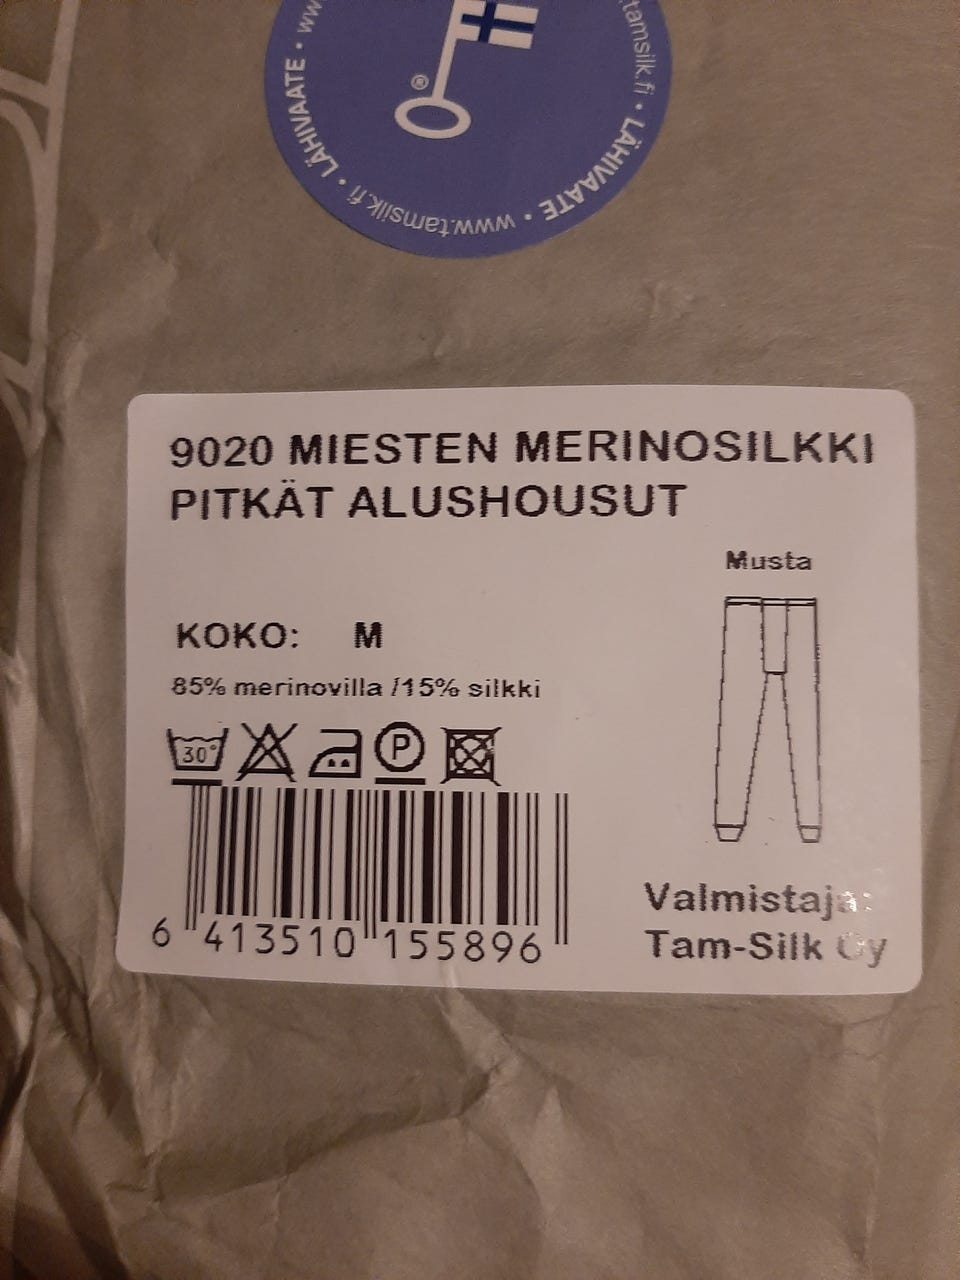 www
tamsilk.fi • LÄHIVAATE • www.tamsilk.fi • LÄHIVAATE •
®
9020 MIESTEN MERINOSILKKI
PITKÄT ALUSHOUSUT
Musta
KOKO: M
85% merinovilla /15% silkki
30°
P
6 413510 155896
Valmistaja:
Tam-Silk Oy